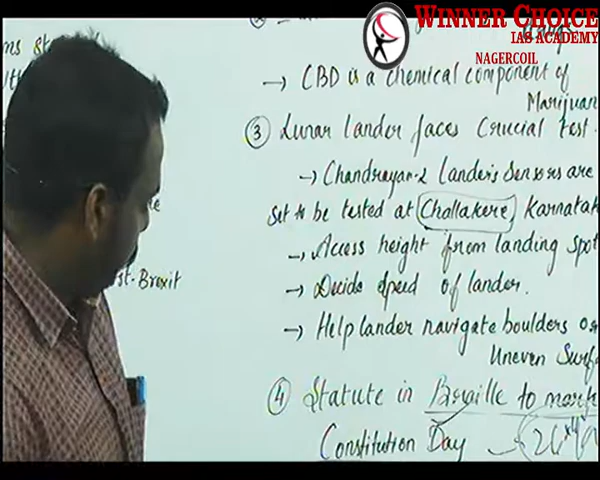 WINNER CHOICE
IAS ACADEMY
NAGERCOIL
→ CBD is a chemical component of
Marijuan
③ Lunar lander faces Crucial test.
→ Chandrayan-2 Lander's Sensors are
Set to be tested at Challakere, Karnatak
→ Access height from landing spot
→ Decide speed of lander.
→ Help lander navigate boulders or
Uneven Surf
st-Brexit
④ Statute in Braille to mark
Constitution Day